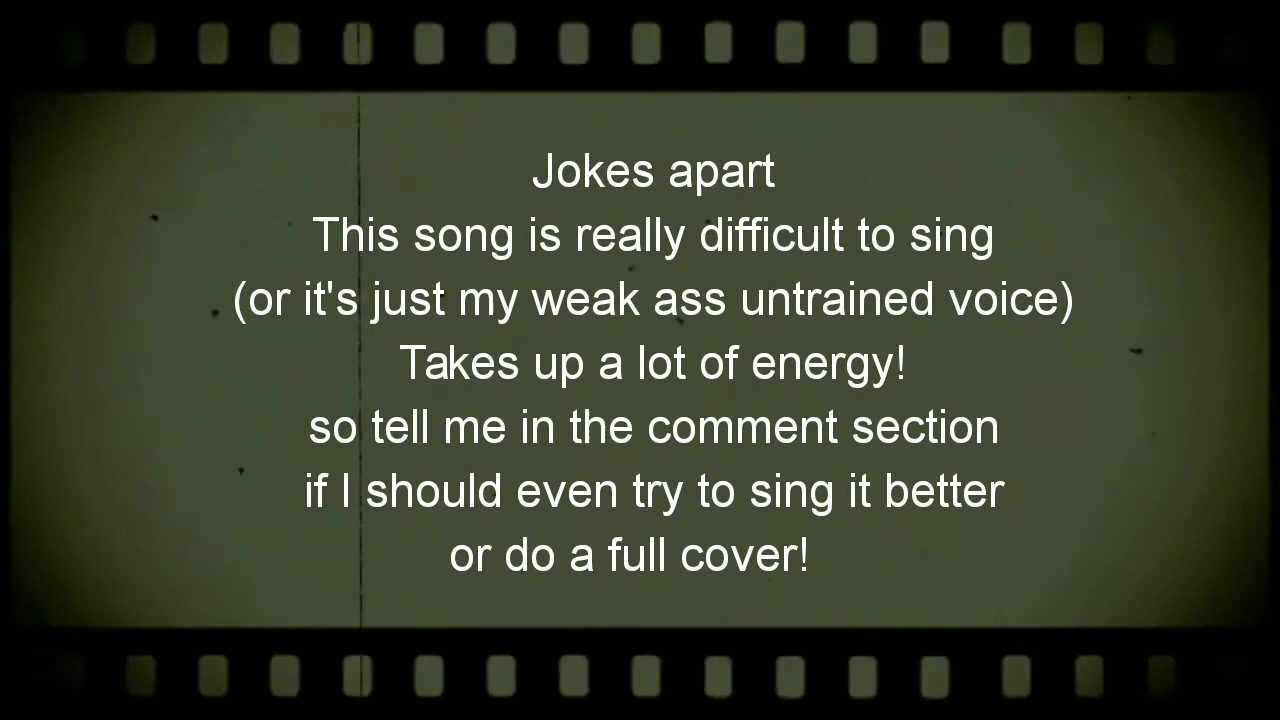 Jokes apart
This song is really difficult to sing
(or it's just my weak ass untrained voice)
Takes up a lot of energy!
so tell me in the comment section
if I should even try to sing it better
or do a full cover!